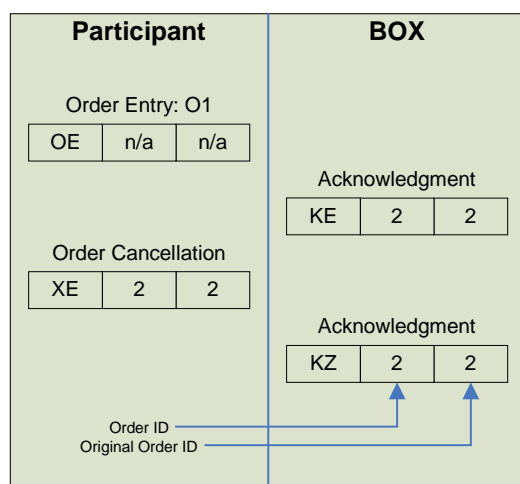 Participant
BOX
Order Entry: O1
OE n/a n/a
Acknowledgment
KE 2 2
Order Cancellation
XE 2 2
Acknowledgment
KZ 2 2
Order ID
Original Order ID